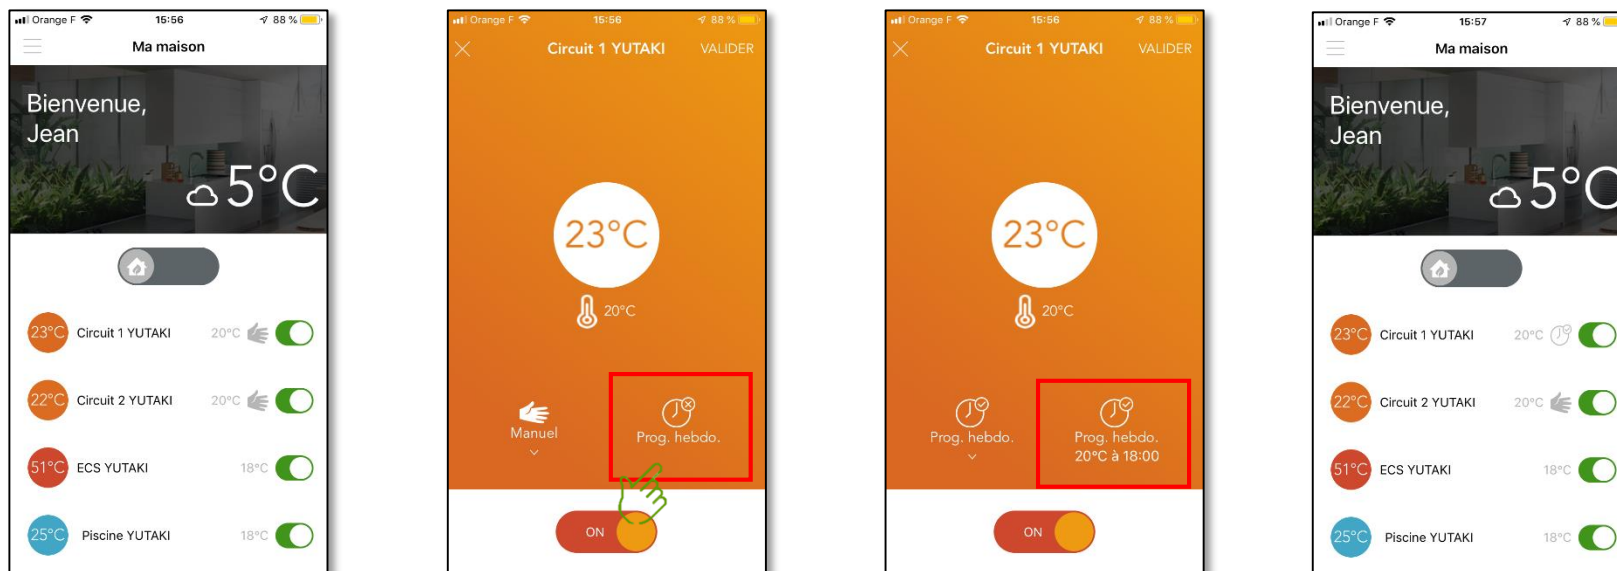 Orange F 15:56 88 %
Ma maison
Bienvenue,
Jean
5°C
23°C Circuit 1 YUTAKI 20°C
22°C Circuit 2 YUTAKI 20°C
51°C ECS YUTAKI 18°C
25°C Piscine YUTAKI 18°C
Orange F 15:56 88 %
Circuit 1 YUTAKI VALIDER
23°C
20°C
Manuel Prog. hebdo.
ON
Orange F 15:56 88 %
Circuit 1 YUTAKI VALIDER
23°C
20°C
Prog. hebdo. Prog. hebdo.
20°C à 18:00
ON
Orange F 15:57 88 %
Ma maison
Bienvenue,
Jean
5°C
23°C Circuit 1 YUTAKI 20°C
22°C Circuit 2 YUTAKI 20°C
51°C ECS YUTAKI 18°C
25°C Piscine YUTAKI 18°C